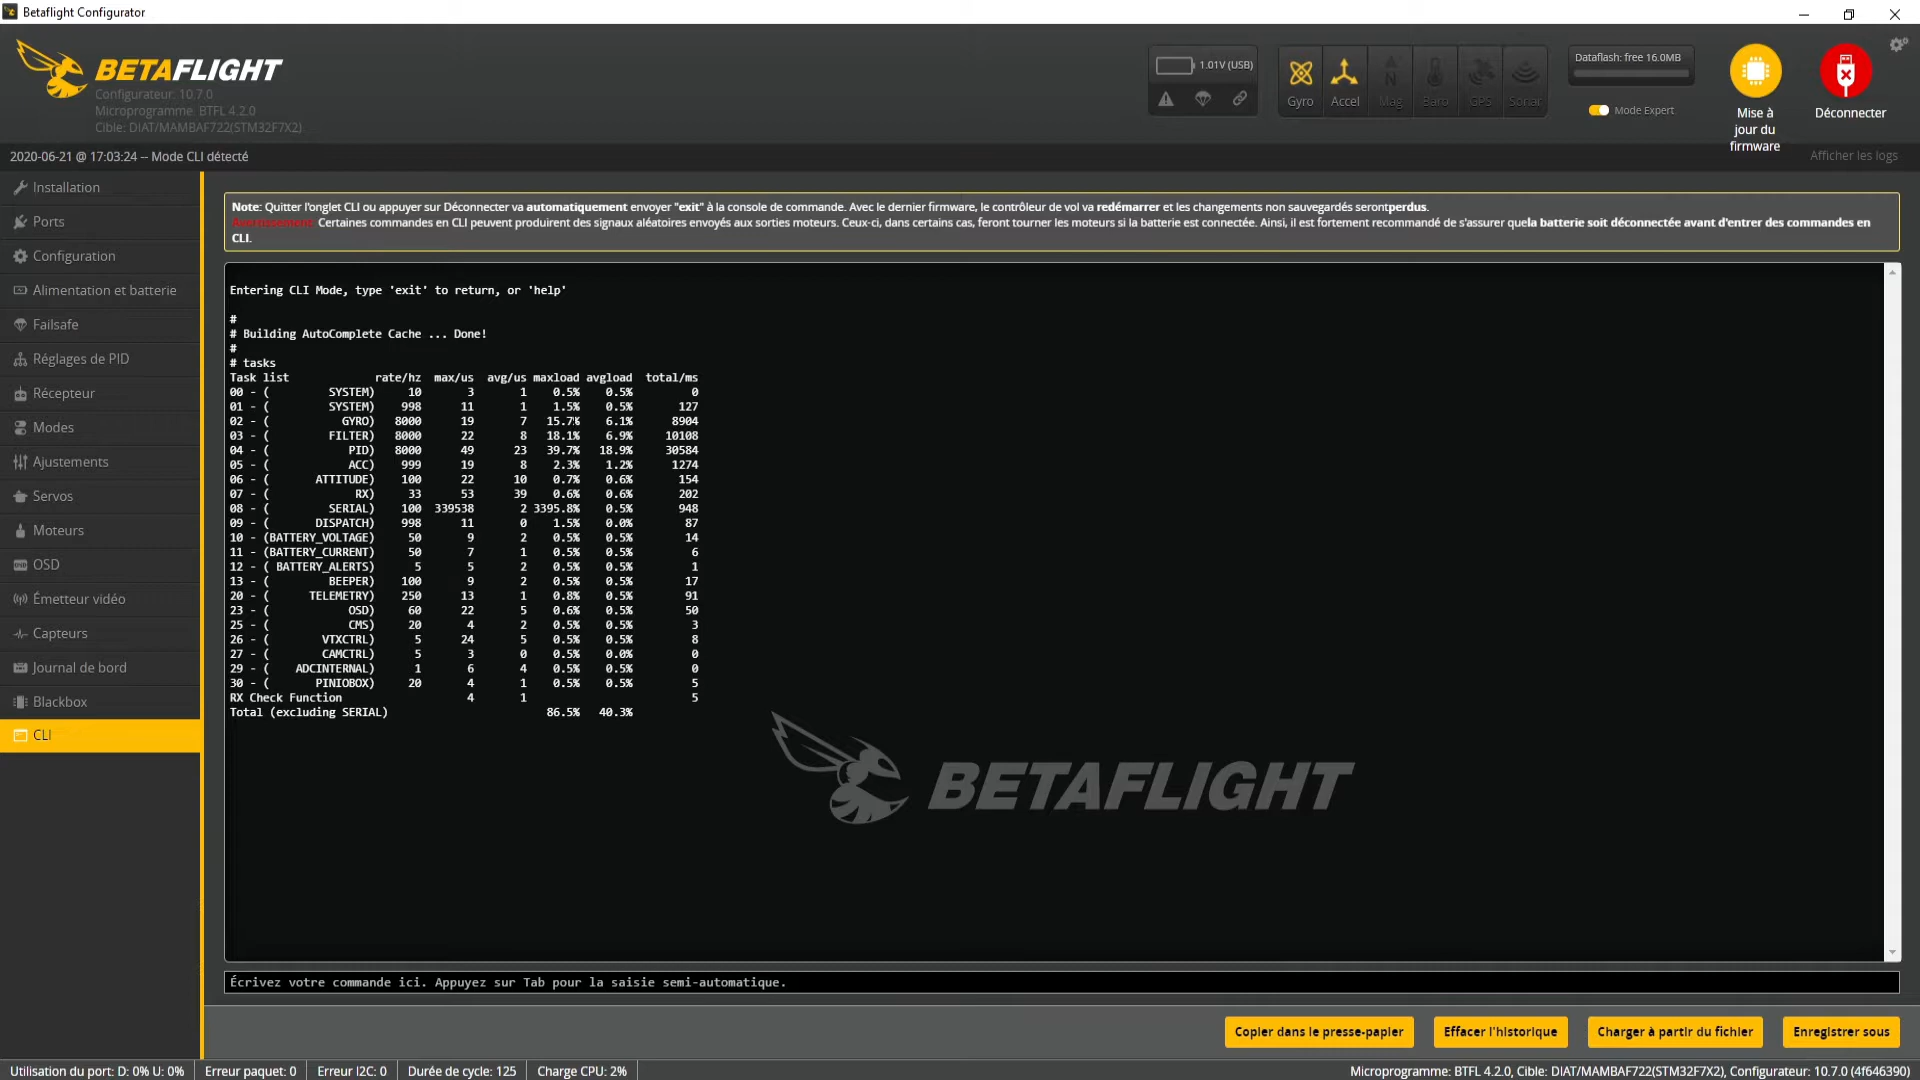 Betaflight Configurator
BETAFLIGHT
Configurateur: 10.7.0
Microprogramme: BTFL 4.2.0
Cible: DIAT/MAMBAF722(STM32F7X2)
1.01V (USB)
Gyro
Accel
Mag
Baro
GPS
Sonar
Dataflash: free 16.0MB
Mode Expert
Mise à
jour du
firmware
Déconnecter
2020-06-21 @ 17:03:24 -- Mode CLI détecté
Afficher les logs
Installation
Ports
Configuration
Alimentation et batterie
Failsafe
Réglages de PID
Récepteur
Modes
Ajustements
Servos
Moteurs
OSD
Émetteur vidéo
Capteurs
Journal de bord
Blackbox
CLI
Note: Quitter l'onglet CLI ou appuyer sur Déconnecter va automatiquement envoyer "exit" à la console de commande. Avec le dernier firmware, le contrôleur de vol va redémarrer et les changements non sauvegardés serontperdus.
Avertissement: Certaines commandes en CLI peuvent produirent des signaux aléatoires envoyés aux sorties moteurs. Ceux-ci, dans certains cas, feront tourner les moteurs si la batterie est connectée. Ainsi, il est fortement recommandé de s'assurer quela batterie soit déconnectée avant d'entrer des commandes en
CLI.
Entering CLI Mode, type 'exit' to return, or 'help'
#
# Building AutoComplete Cache ... Done!
#
# tasks
Task list rate/hz max/us avg/us maxload avgload total/ms
00 - ( SYSTEM) 10 3 1 0.5% 0.5% 0
01 - ( SYSTEM) 998 11 1 1.5% 0.5% 127
02 - ( GYRO) 8000 19 7 15.7% 6.1% 8904
03 - ( FILTER) 8000 22 8 18.1% 6.9% 10108
04 - ( PID) 8000 49 23 39.7% 18.9% 30584
05 - ( ACC) 999 19 8 2.3% 1.2% 1274
06 - ( ATTITUDE) 100 22 10 0.7% 0.6% 154
07 - ( RX) 33 53 39 0.6% 0.6% 202
08 - ( SERIAL) 100 339538 2 3395.8% 0.5% 948
09 - ( DISPATCH) 998 11 0 1.5% 0.0% 87
10 - (BATTERY_VOLTAGE) 50 9 2 0.5% 0.5% 14
11 - (BATTERY_CURRENT) 50 7 1 0.5% 0.5% 6
12 - ( BATTERY_ALERTS) 5 5 2 0.5% 0.5% 1
13 - ( BEEPER) 100 9 2 0.5% 0.5% 17
20 - ( TELEMETRY) 250 13 1 0.8% 0.5% 91
23 - ( OSD) 60 22 5 0.6% 0.5% 50
25 - ( CMS) 20 4 2 0.5% 0.5% 3
26 - ( VTXCTRL) 5 24 5 0.5% 0.5% 8
27 - ( CAMCTRL) 5 3 0 0.5% 0.0% 0
29 - ( ADCINTERNAL) 1 6 4 0.5% 0.5% 0
30 - ( PINIOBOX) 20 4 1 0.5% 0.5% 5
RX Check Function 4 1 5
Total (excluding SERIAL) 86.5% 40.3%
BETAFLIGHT
Écrivez votre commande ici. Appuyez sur Tab pour la saisie semi-automatique.
Copier dans le presse-papier
Effacer l'historique
Charger à partir du fichier
Enregistrer sous
Utilisation du port: D: 0% U: 0%
Erreur paquet: 0
Erreur I2C: 0
Durée de cycle: 125
Charge CPU: 2%
Microprogramme: BTFL 4.2.0, Cible: DIAT/MAMBAF722(STM32F7X2), Configurateur: 10.7.0 (4f646390)